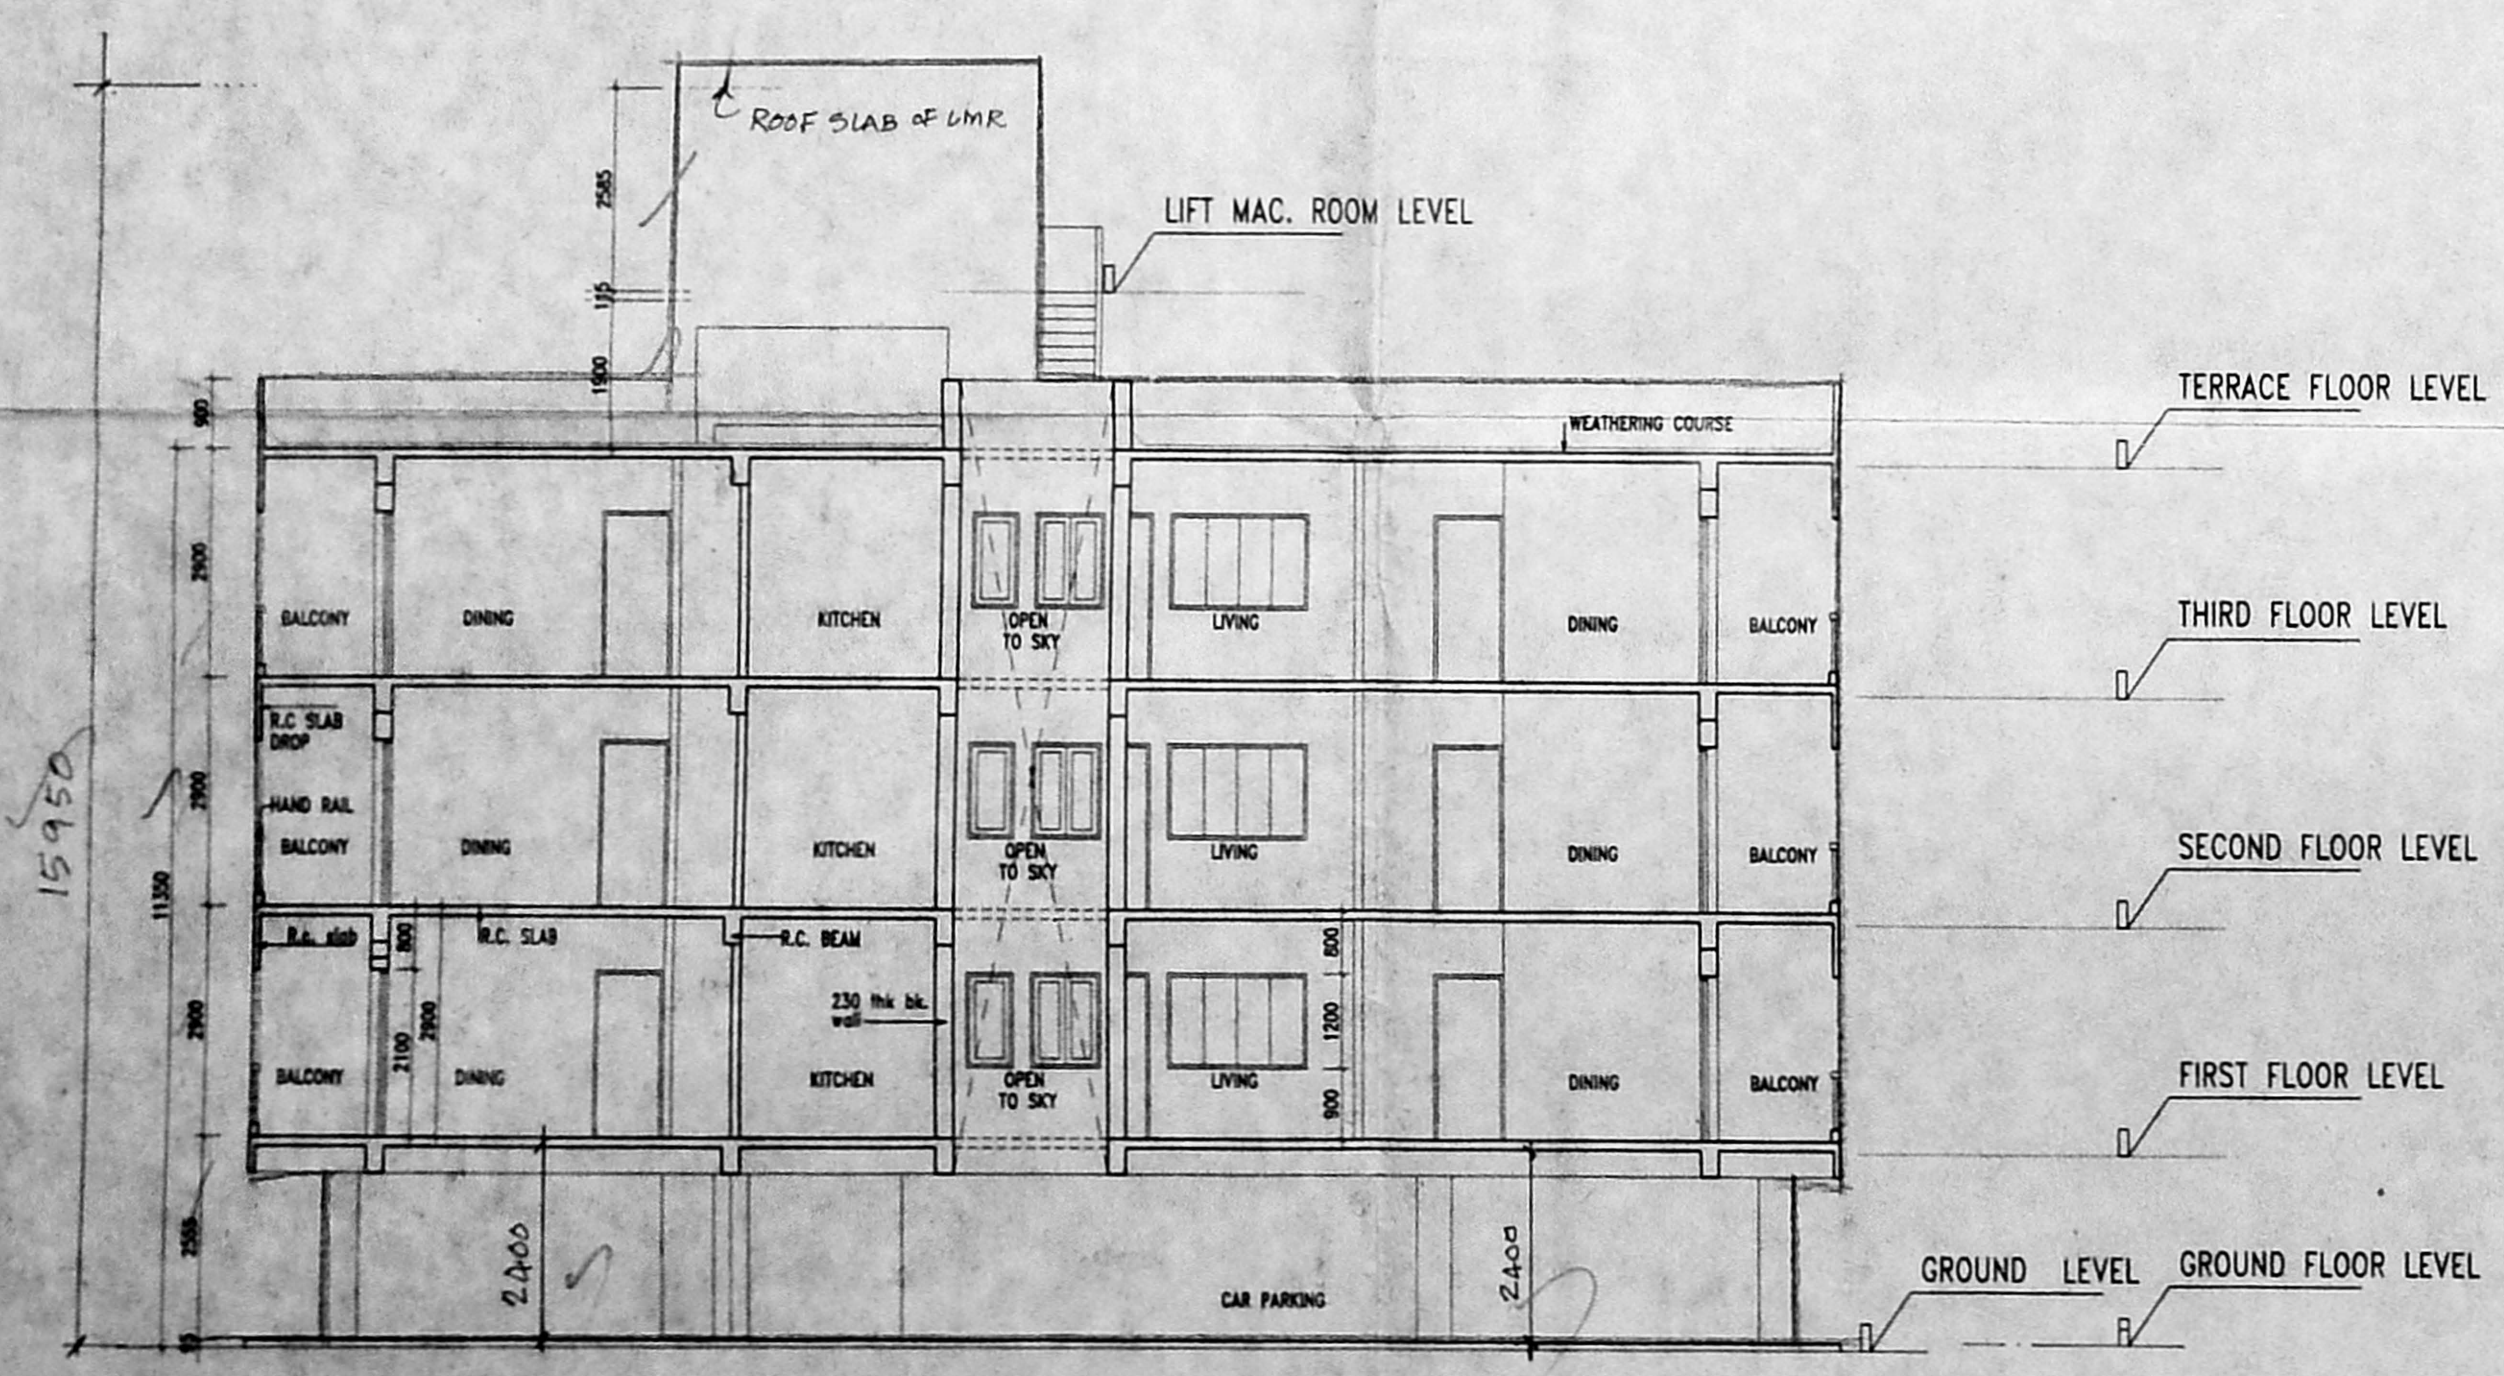 ROOF SLAB OF LMR
2585
LIFT MAC. ROOM LEVEL
115
1900
900
TERRACE FLOOR LEVEL
WEATHERING COURSE
2900
BALCONY
DINING
KITCHEN
OPEN
TO SKY
LIVING
DINING
BALCONY
THIRD FLOOR LEVEL
R.C SLAB
DROP
15950
2900
HAND RAIL
BALCONY
DINING
KITCHEN
OPEN
TO SKY
LIVING
DINING
BALCONY
SECOND FLOOR LEVEL
11350
R.c. slab
800
R.C. SLAB
R.C. BEAM
800
2900
2100
2900
230 thk bk.
wall
1200
900
BALCONY
DINING
KITCHEN
OPEN
TO SKY
LIVING
DINING
BALCONY
FIRST FLOOR LEVEL
2555
2400
2400
CAR PARKING
GROUND LEVEL
GROUND FLOOR LEVEL